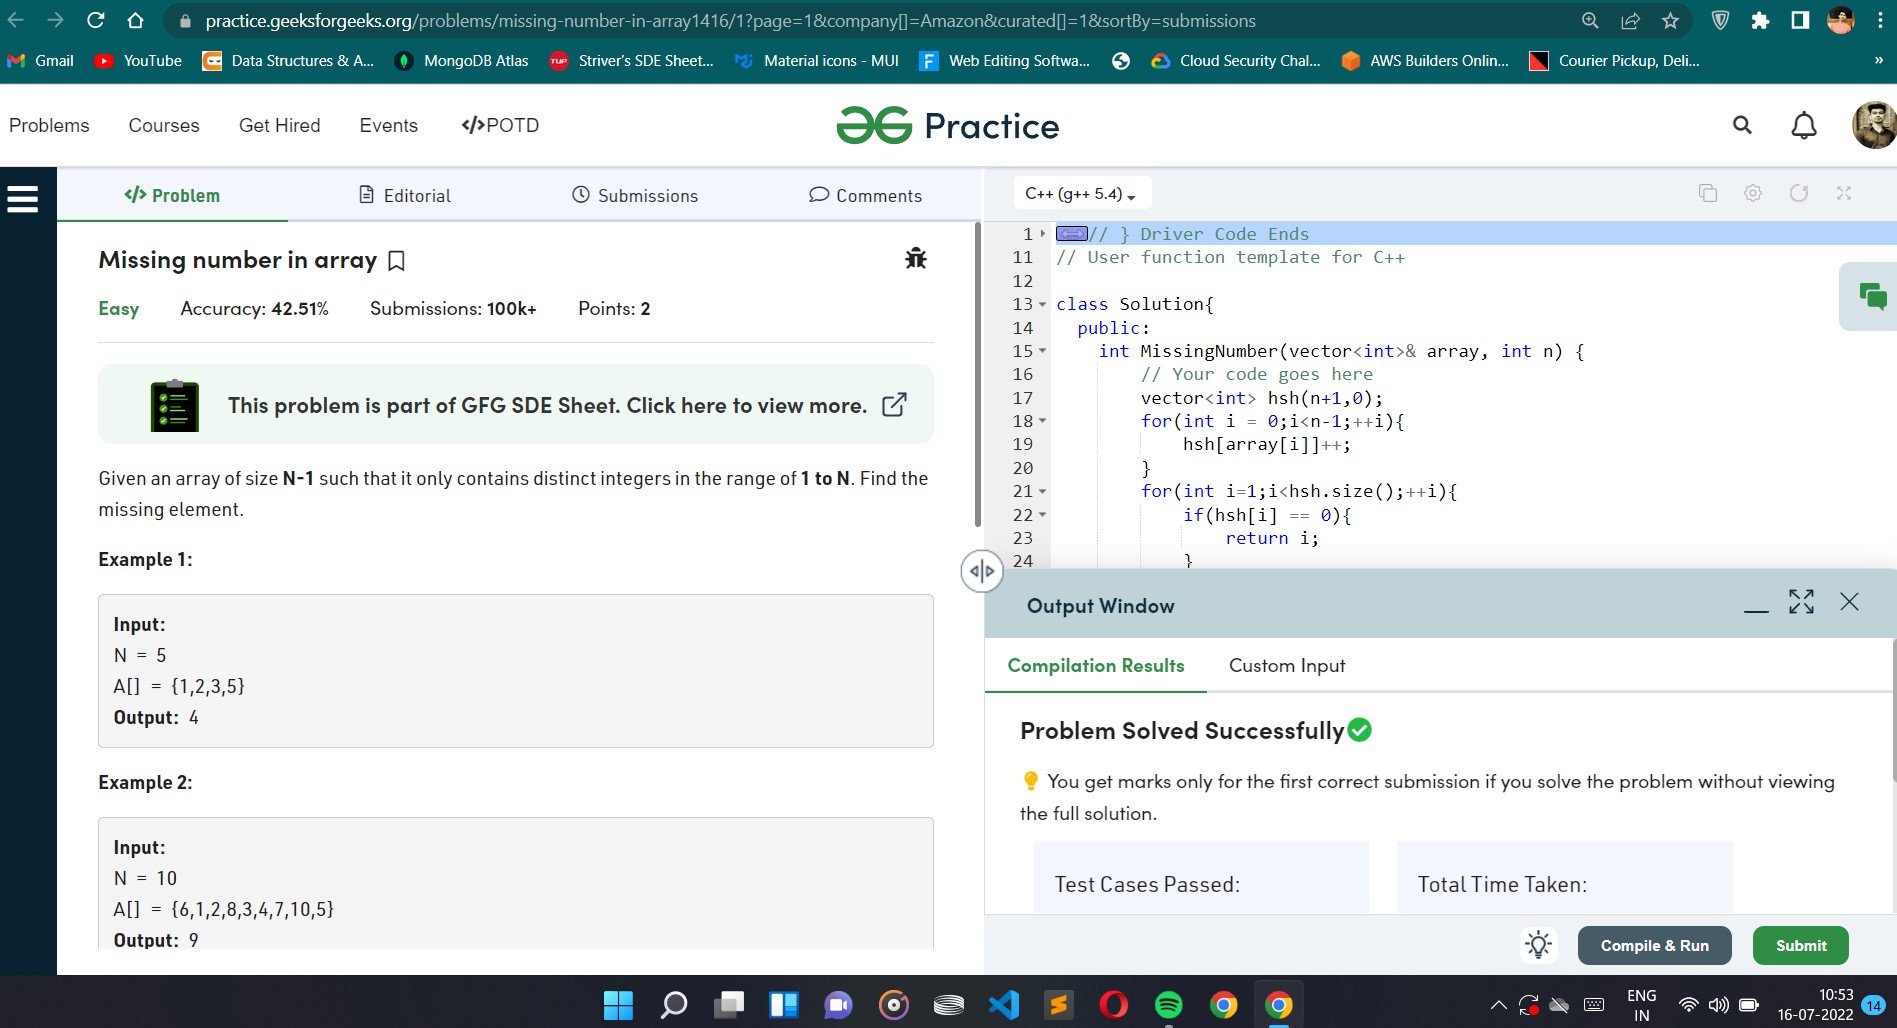 practice.geeksforgeeks.org/problems/missing-number-in-array1416/1?page=1&company[]=Amazon&curated[]=1&sortBy=submissions
Gmail YouTube Data Structures & A... MongoDB Atlas TUF Striver's SDE Sheet... Material icons - MUI F Web Editing Softwa... Cloud Security Chal... AWS Builders Onlin... Courier Pickup, Deli... »
Problems Courses Get Hired Events </>POTD Practice
</> Problem Editorial Submissions Comments
Missing number in array
Easy Accuracy: 42.51% Submissions: 100k+ Points: 2
This problem is part of GFG SDE Sheet. Click here to view more.
Given an array of size N-1 such that it only contains distinct integers in the range of 1 to N. Find the
missing element.
Example 1:
Input:
N = 5
A[] = {1,2,3,5}
Output: 4
Example 2:
Input:
N = 10
A[] = {6,1,2,8,3,4,7,10,5}
Output: 9
C++ (g++ 5.4)
1 // } Driver Code Ends
11 // User function template for C++
12
13 class Solution{
14 public:
15 int MissingNumber(vector<int>& array, int n) {
16 // Your code goes here
17 vector<int> hsh(n+1,0);
18 for(int i = 0;i<n-1;++i){
19 hsh[array[i]]++;
20 }
21 for(int i=1;i<hsh.size();++i){
22 if(hsh[i] == 0){
23 return i;
24 }
Output Window
Compilation Results Custom Input
Problem Solved Successfully
You get marks only for the first correct submission if you solve the problem without viewing
the full solution.
Test Cases Passed: Total Time Taken:
Compile & Run Submit
ENG
IN
10:53
16-07-2022
14